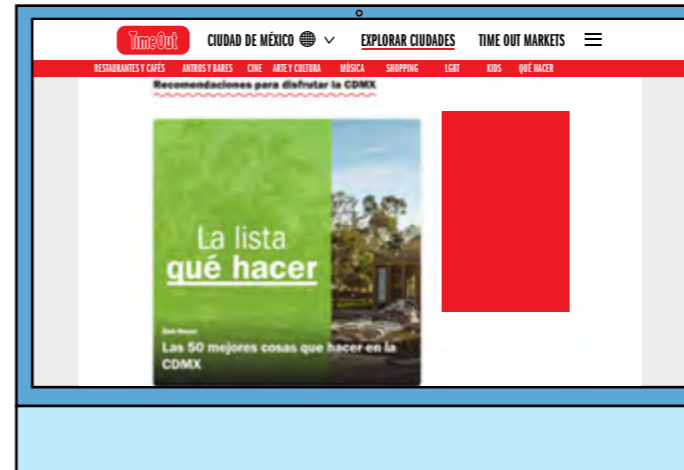 TimeOut CIUDAD DE MÉXICO EXPLORAR CIUDADES TIME OUT MARKETS
RESTAURANTES Y CAFÉS ANTROS Y BARES CINE ARTE Y CULTURA MÚSICA SHOPPING LGBT KIDS QUÉ HACER
Recomendaciones para disfrutar la CDMX
La lista
qué hacer
Qué Hacer
Las 50 mejores cosas que hacer en la
CDMX